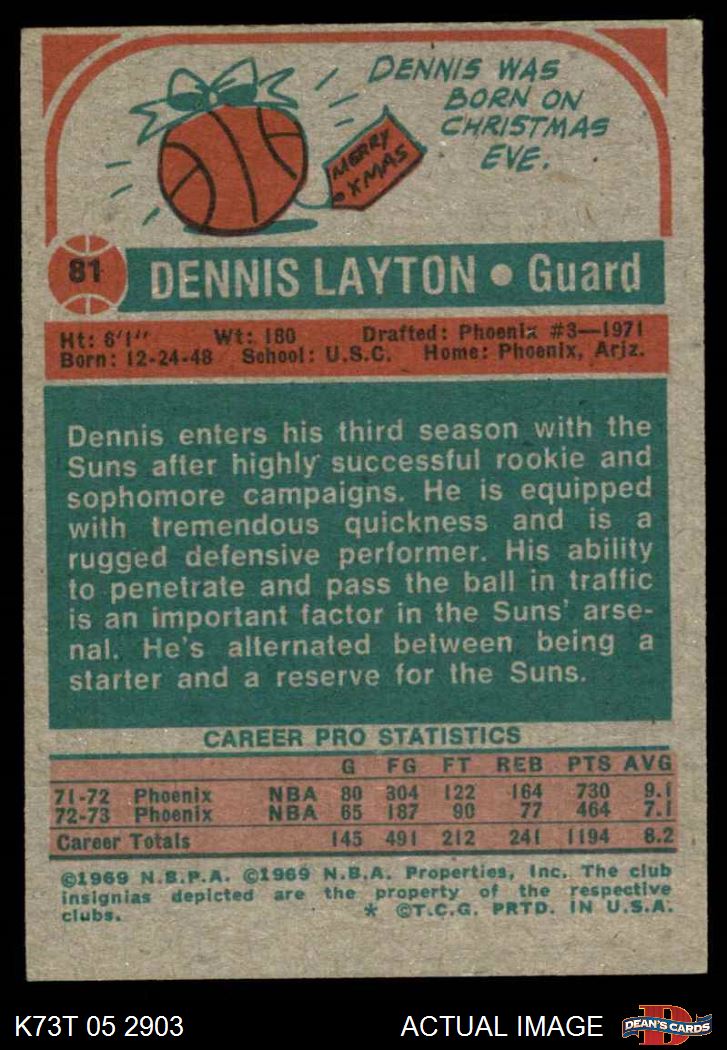 DENNIS WAS
BORN ON
CHRISTMAS
EVE.
MERRY
XMAS
81
DENNIS LAYTON • Guard
Ht: 6'1" Wt: 180 Drafted: Phoenix #3—1971
Born: 12-24-48 School: U.S.C. Home: Phoenix, Ariz.
Dennis enters his third season with the
Suns after highly successful rookie and
sophomore campaigns. He is equipped
with tremendous quickness and is a
rugged defensive performer. His ability
to penetrate and pass the ball in traffic
is an important factor in the Suns' arse-
nal. He's alternated between being a
starter and a reserve for the Suns.
CAREER PRO STATISTICS
G FG FT REB PTS AVG
71-72 Phoenix NBA 80 304 122 164 730 9.1
72-73 Phoenix NBA 65 187 90 77 464 7.1
Career Totals 145 491 212 241 1194 8.2
©1969 N.B.P.A. ©1969 N.B.A. Properties, Inc. The club
insignias depicted are the property of the respective
clubs. * ©T.C.G. PRTD. IN U.S.A.
K73T 05 2903 ACTUAL IMAGE D DEAN'S CARDS